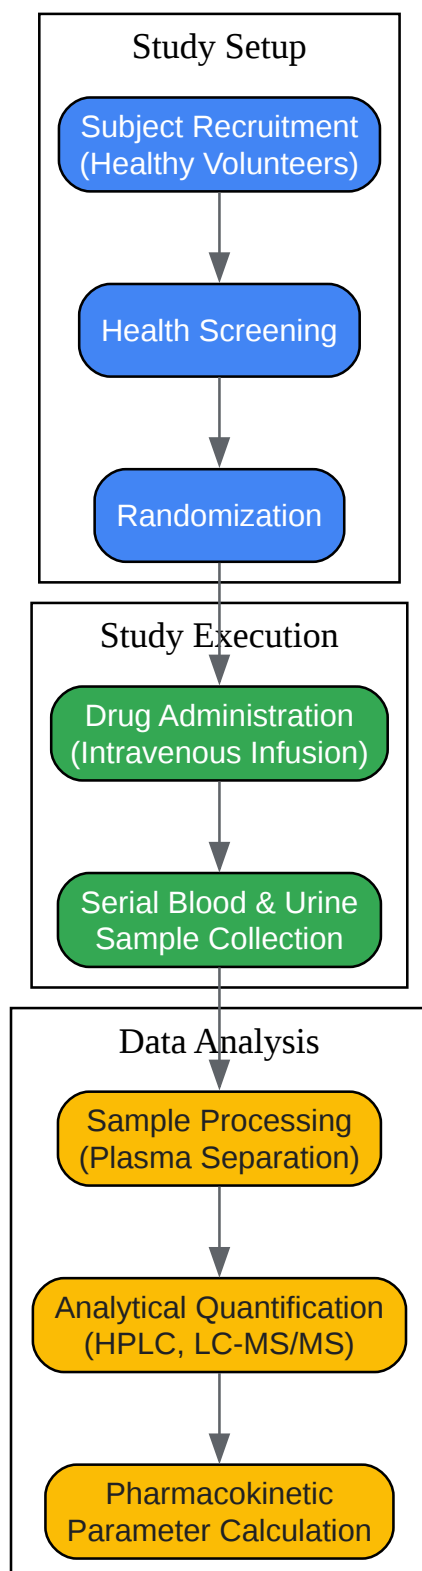 Study Setup
Subject Recruitment
(Healthy Volunteers)
Health Screening
Randomization
Study Execution
Drug Administration
(Intravenous Infusion)
Serial Blood & Urine
Sample Collection
Data Analysis
Sample Processing
(Plasma Separation)
Analytical Quantification
(HPLC, LC-MS/MS)
Pharmacokinetic
Parameter Calculation